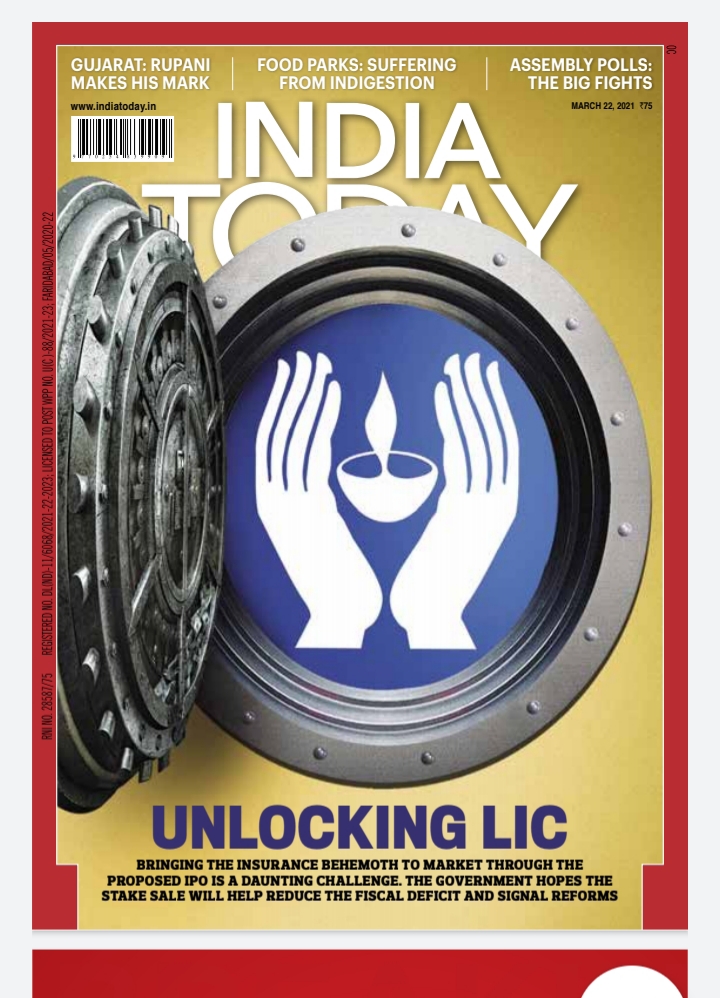 GUJARAT: RUPANI
MAKES HIS MARK
FOOD PARKS: SUFFERING
FROM INDIGESTION
ASSEMBLY POLLS:
THE BIG FIGHTS
www.indiatoday.in
MARCH 22, 2021 ₹75
INDIA
TODAY
RNI NO. 28587/75 REGISTERED NO. DL(ND)-11/6068/2021-22-2023; LICENSED TO POST WPP NO. U(C)-88/2021-23; FARIDABAD/05/2020-22
UNLOCKING LIC
BRINGING THE INSURANCE BEHEMOTH TO MARKET THROUGH THE
PROPOSED IPO IS A DAUNTING CHALLENGE. THE GOVERNMENT HOPES THE
STAKE SALE WILL HELP REDUCE THE FISCAL DEFICIT AND SIGNAL REFORMS